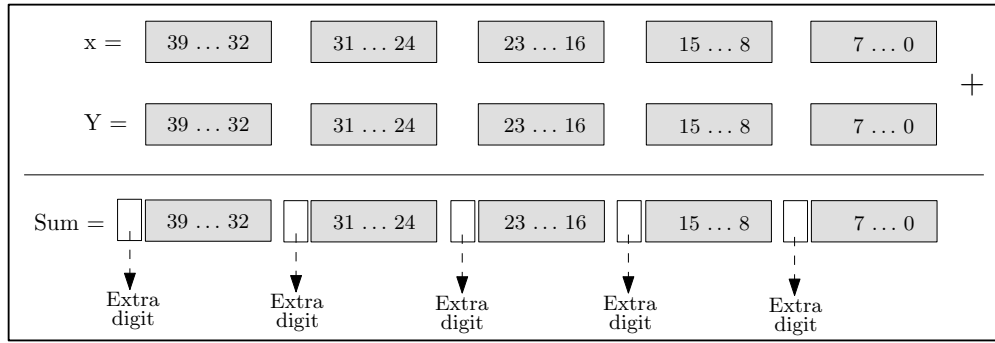 x = 39 … 32 31 … 24 23 … 16 15 … 8 7 … 0
+
Y = 39 … 32 31 … 24 23 … 16 15 … 8 7 … 0
Sum = 39 … 32 31 … 24 23 … 16 15 … 8 7 … 0
Extra Extra Extra Extra Extra
digit digit digit digit digit